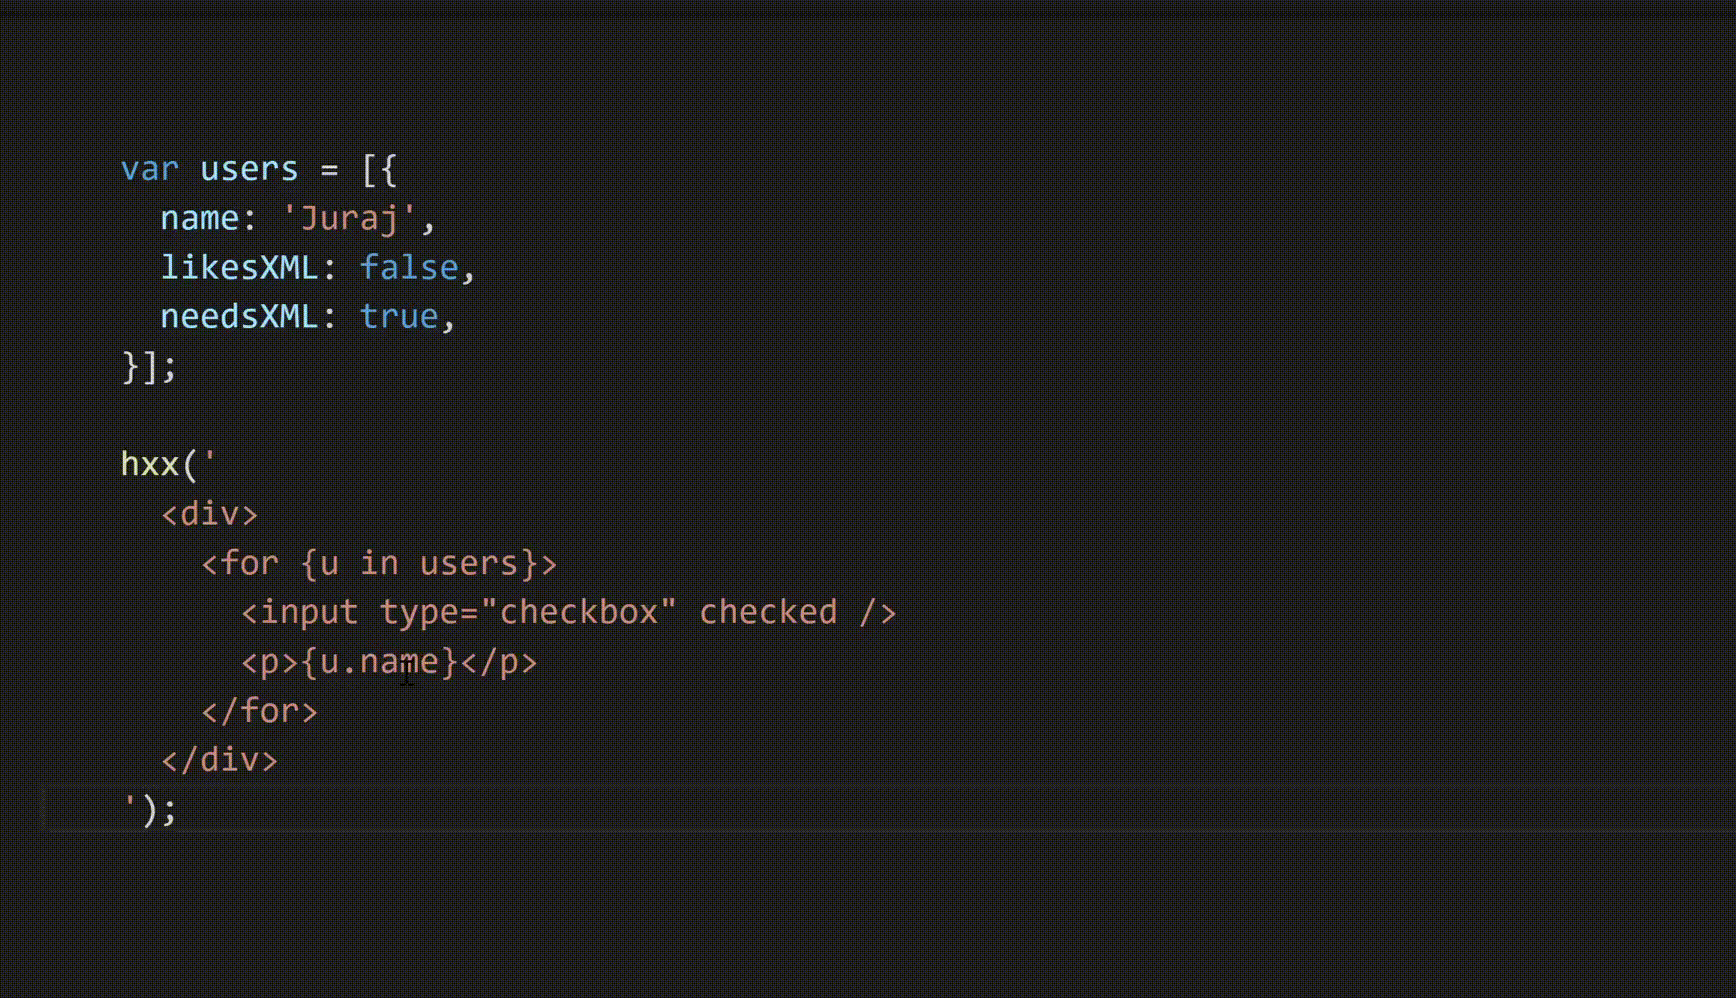 var users = [{
  name: 'Juraj',
  likesXML: false,
  needsXML: true,
}];

hxx('
  <div>
    <for {u in users}>
      <input type="checkbox" checked />
      <p>{u.name}</p>
    </for>
  </div>
');